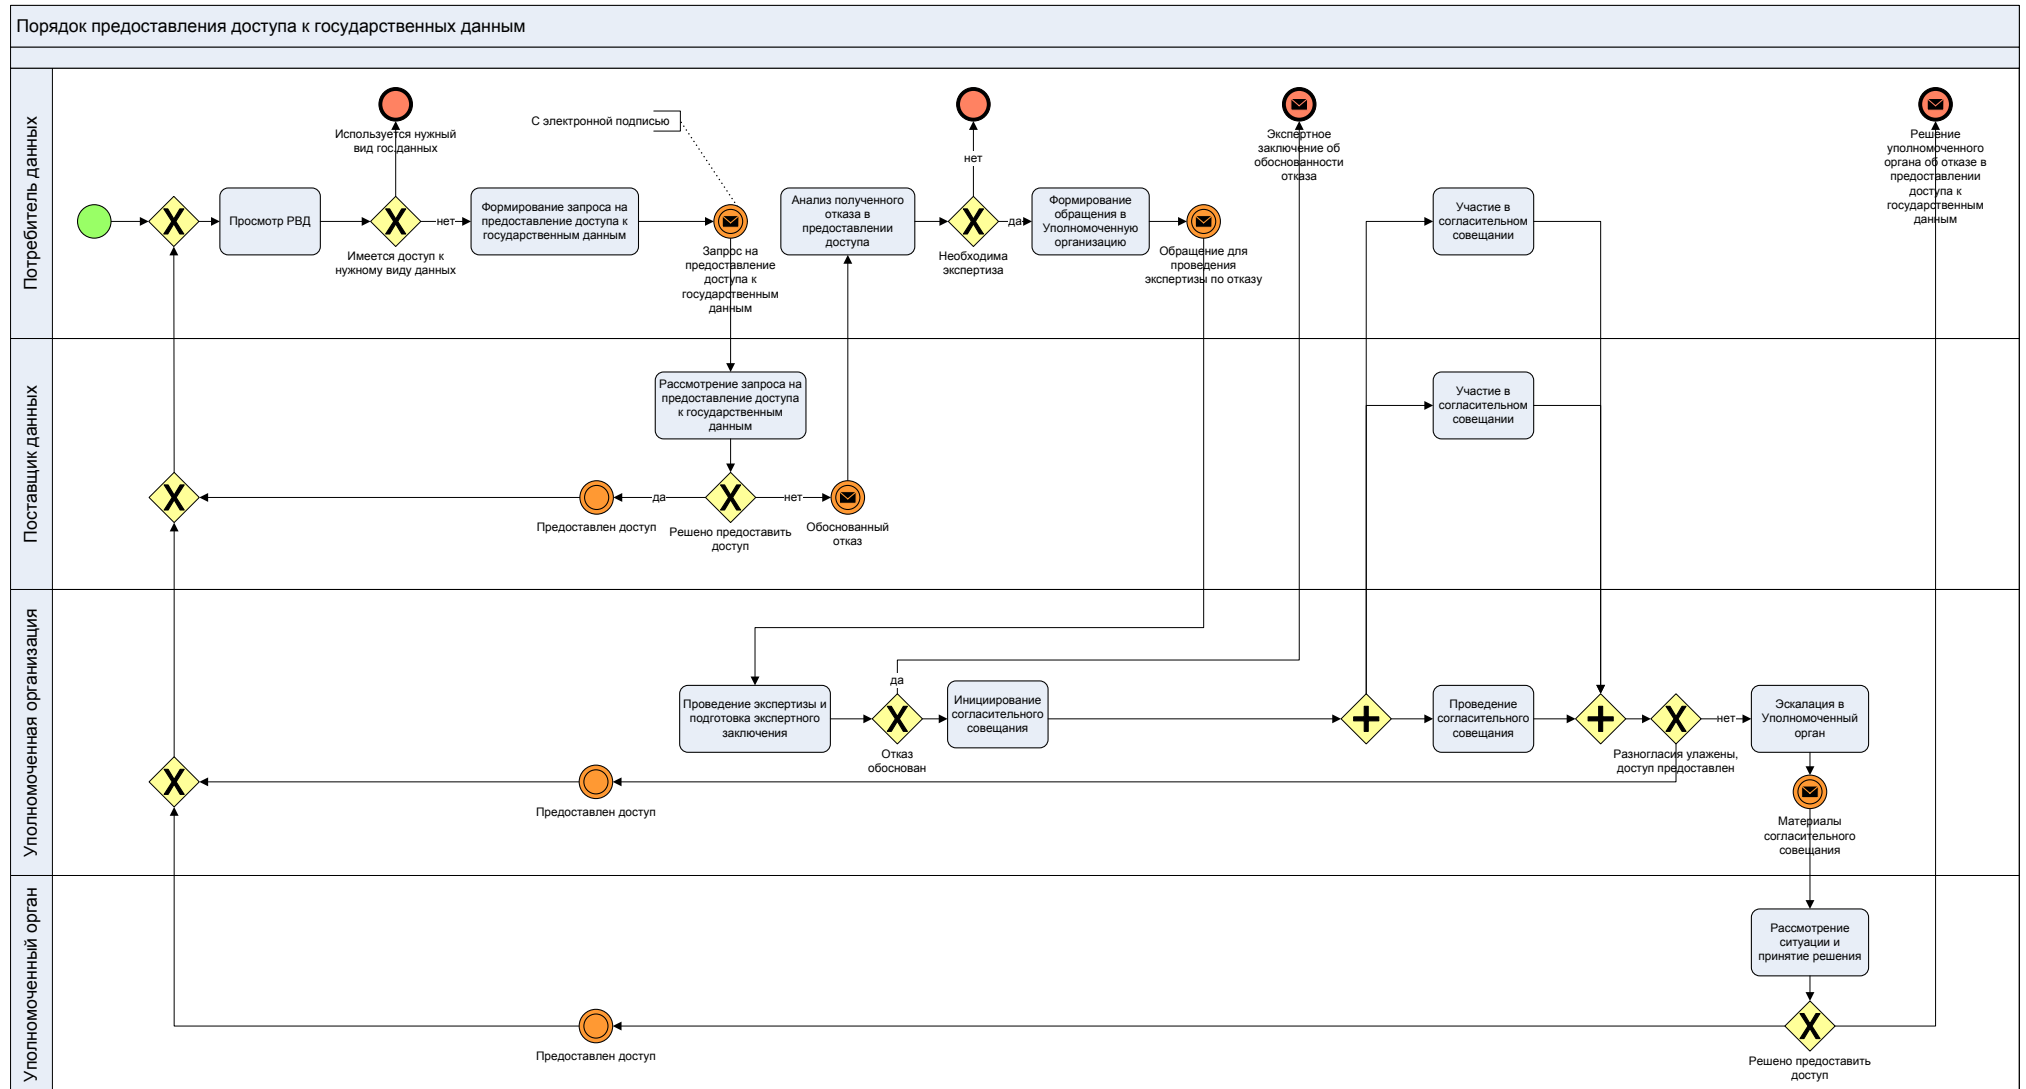 Порядок предоставления доступа к государственных данным
Потребитель данных
Используется нужный
вид гос.данных
С электронной подписью
Экспертное
заключение об
обоснованности
отказа
Решение
уполномоченного
органа об отказе в
предоставлении
доступа к
государственным
данным
нет
Просмотр РВД
Имеется доступ к
нужному виду данных
нет
Формирование запроса на
предоставление доступа к
государственным данным
Запрос на
предоставление
доступа к
государственным
данным
Анализ полученного
отказа в
предоставлении
доступа
Необходима
экспертиза
да
Формирование
обращения в
Уполномоченную
организацию
Обращение для
проведения
экспертизы по отказу
Участие в
согласительном
совещании
Поставщик данных
Рассмотрение запроса на
предоставление доступа
к государственным
данным
Участие в
согласительном
совещании
Предоставлен доступ
да
Решено предоставить
доступ
нет
Обоснованный
отказ
Уполномоченная организация
Проведение экспертизы и
подготовка экспертного
заключения
да
Отказ
обоснован
Инициирование
согласительного
совещания
Проведение
согласительного
совещания
Разногласия улажены,
доступ предоставлен
нет
Эскалация в
Уполномоченный
орган
Предоставлен доступ
Материалы
согласительного
совещания
Уполномоченный орган
Рассмотрение
ситуации и
принятие решения
Предоставлен доступ
Решено предоставить
доступ